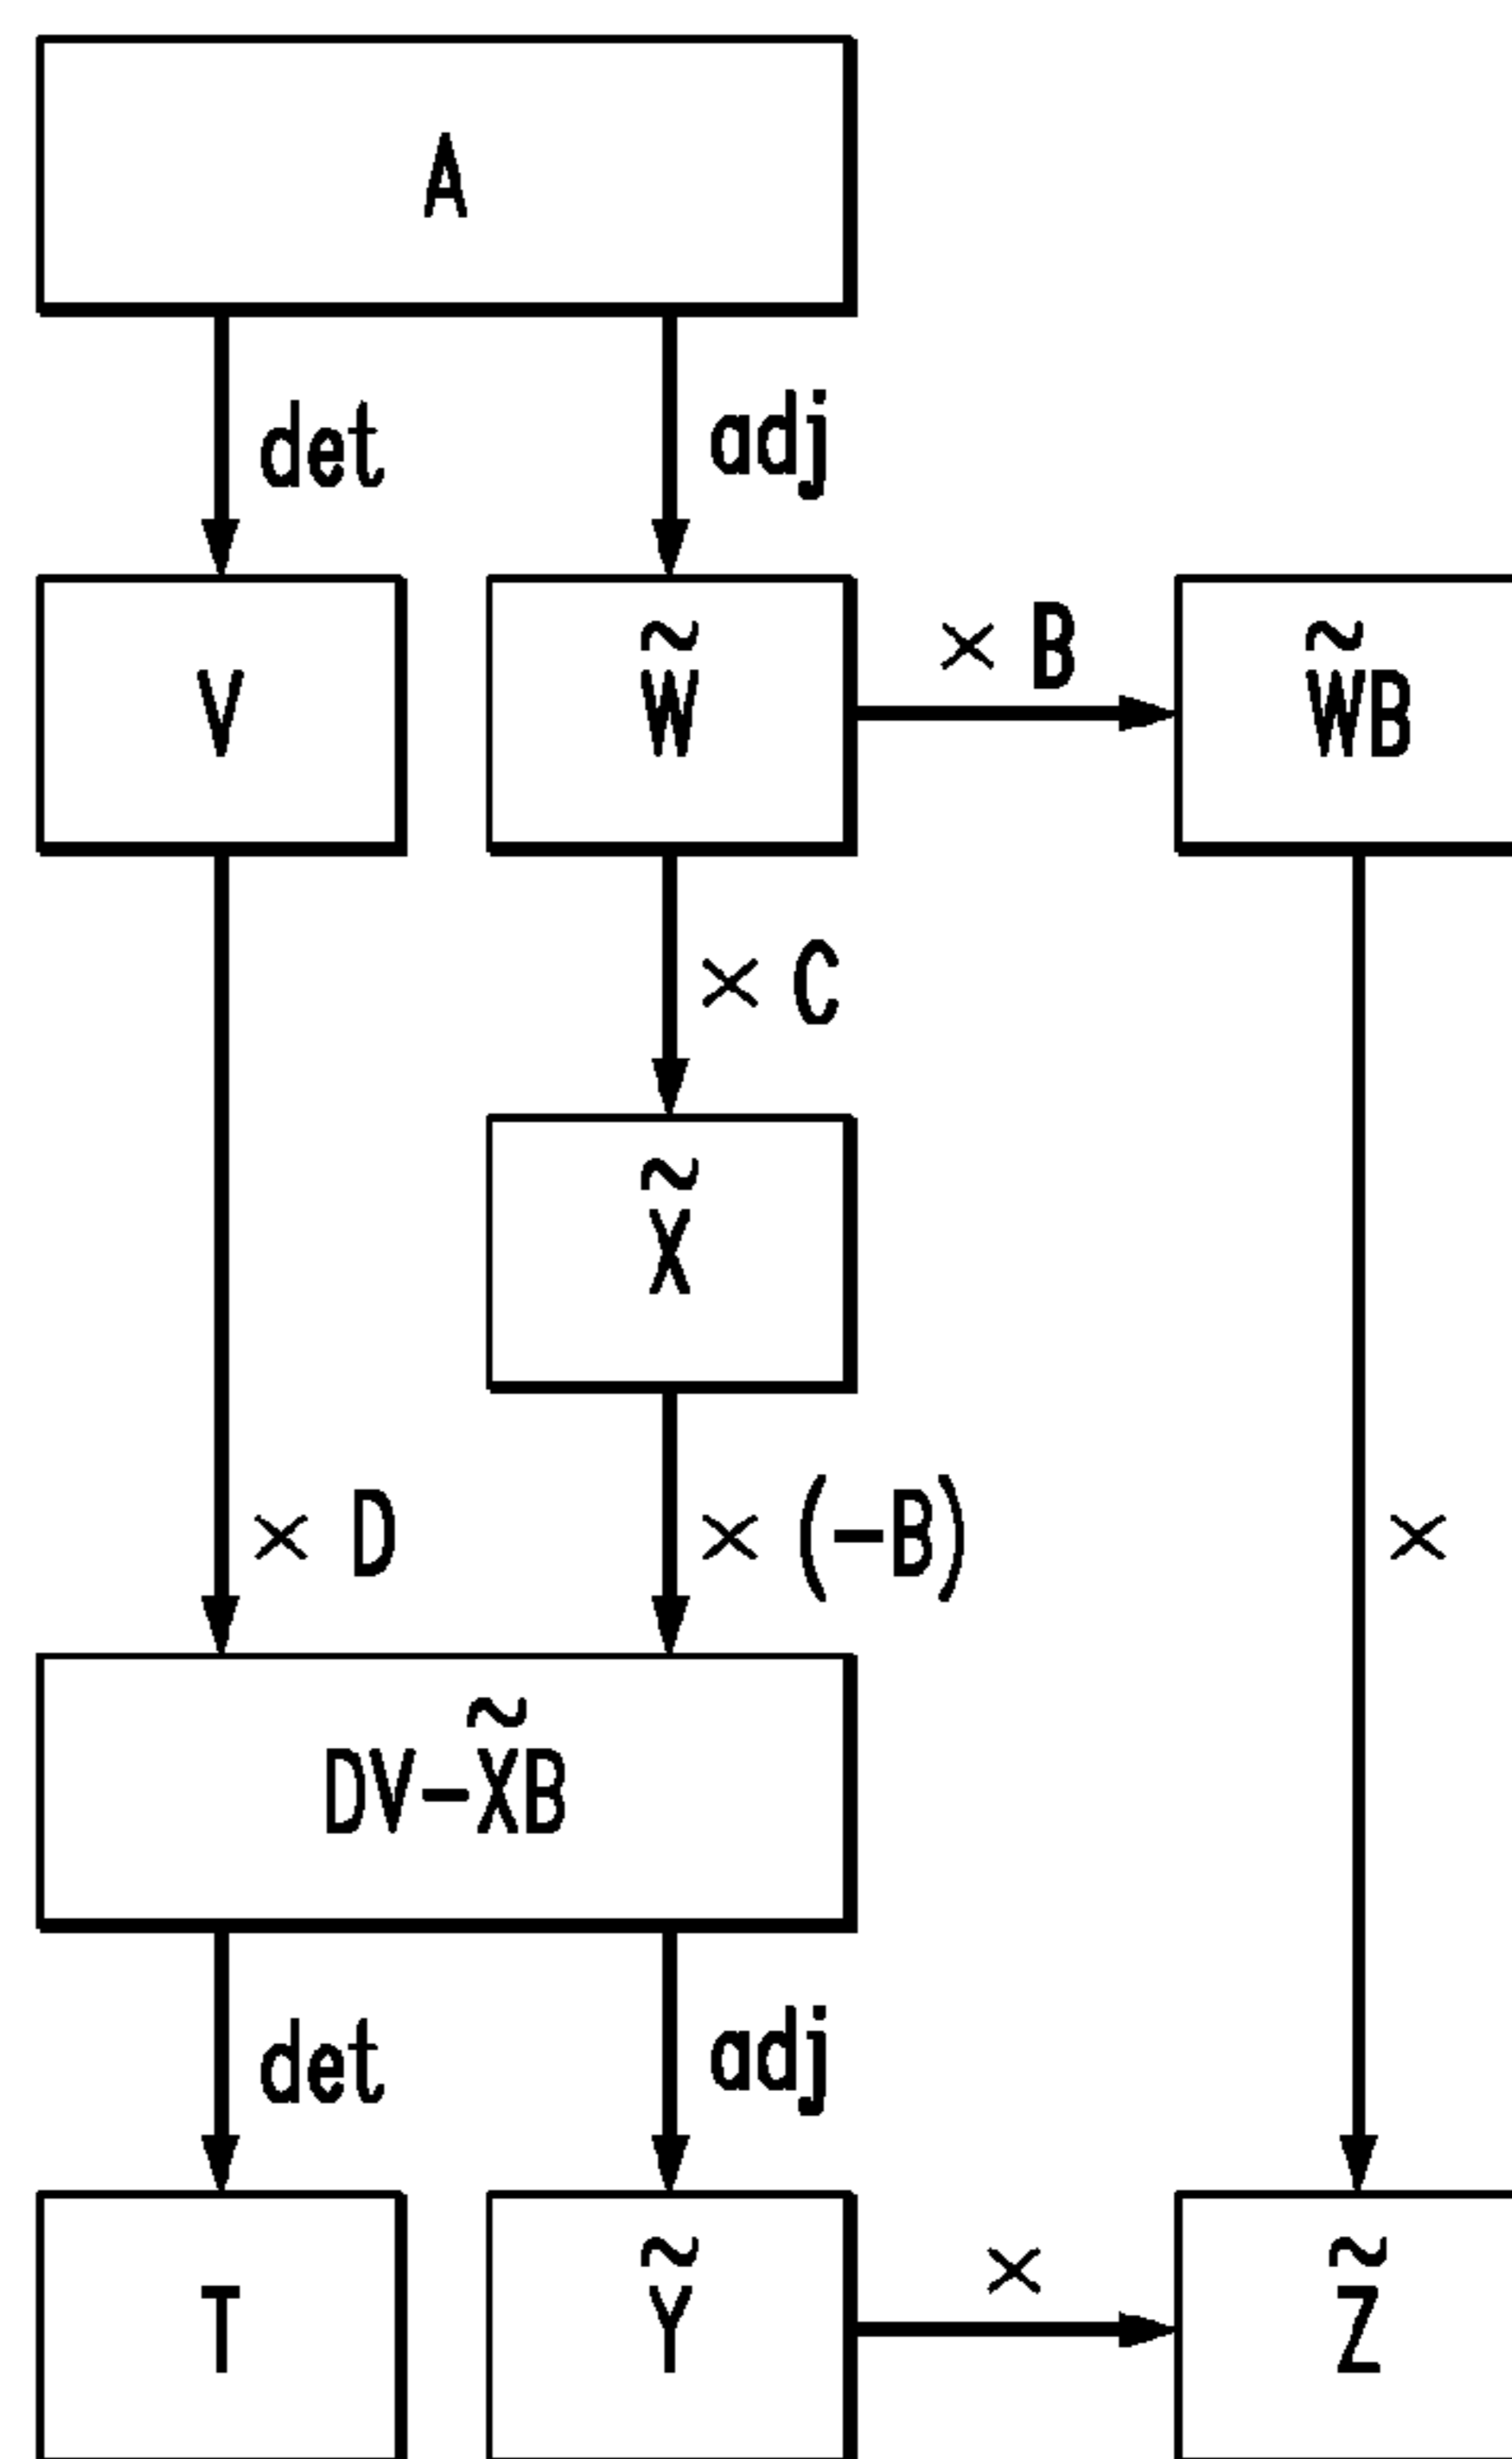 A
det
adj
V
W̃
× B
W̃B
× C
X̃
× D
× (−B)
×
DV−X̃B
det
adj
T
Ỹ
×
Z̃